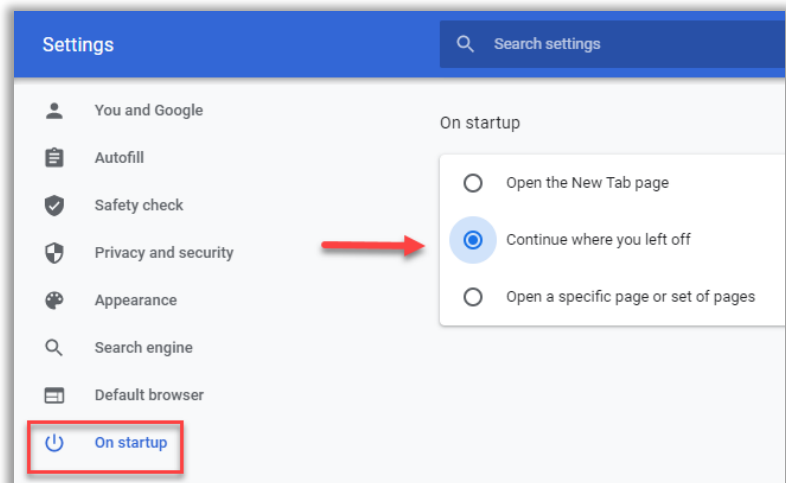 Settings
Search settings
You and Google
Autofill
Safety check
Privacy and security
Appearance
Search engine
Default browser
On startup
On startup
Open the New Tab page
Continue where you left off
Open a specific page or set of pages